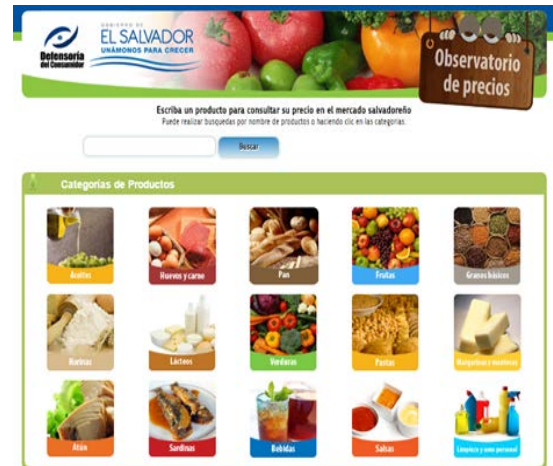 Defensoría
del Consumidor
GOBIERNO DE
EL SALVADOR
UNÁMONOS PARA CRECER
Observatorio
de precios
Escriba un producto para consultar su precio en el mercado salvadoreño
Puede realizar busquedas por nombre de productos o haciendo clic en las categorias.
Buscar
Categorías de Productos
Aceites
Huevos y carne
Pan
Frutas
Granos básicos
Harinas
Lácteos
Verduras
Pastas
Margarinas e mantecas
Atún
Sardinas
Bebidas
Salsas
Limpieza y uso personal